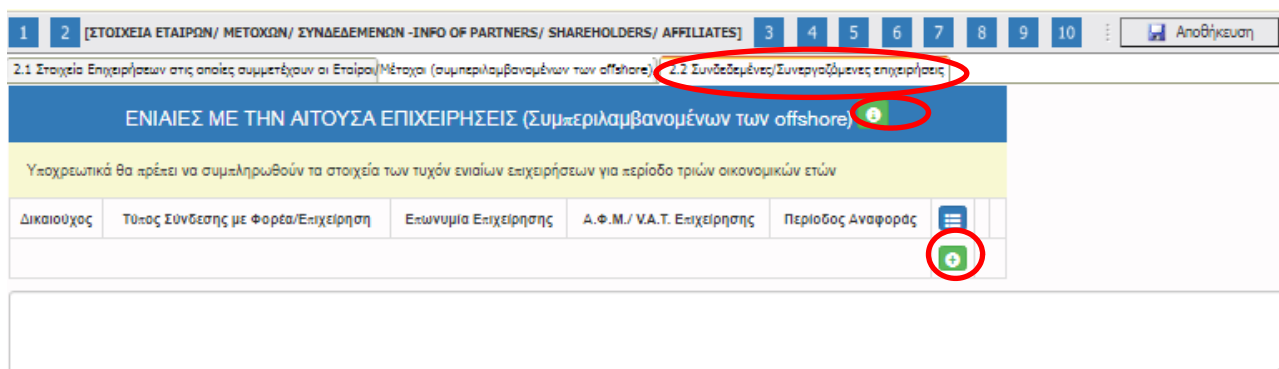 1 2 [ΣΤΟΙΧΕΙΑ ΕΤΑΙΡΩΝ/ ΜΕΤΟΧΩΝ/ ΣΥΝΔΕΔΕΜΕΝΩΝ -INFO OF PARTNERS/ SHAREHOLDERS/ AFFILIATES] 3 4 5 6 7 8 9 10 Αποθήκευση
2.1 Στοιχεία Επιχειρήσεων στις οποίες συμμετέχουν οι Εταίροι/Μέτοχοι (συμπεριλαμβανομένων των offshore) 2.2 Συνδεδεμένες/Συνεργαζόμενες επιχειρήσεις
ΕΝΙΑΙΕΣ ΜΕ ΤΗΝ ΑΙΤΟΥΣΑ ΕΠΙΧΕΙΡΗΣΕΙΣ (Συμπεριλαμβανομένων των offshore)
Υποχρεωτικά θα πρέπει να συμπληρωθούν τα στοιχεία των τυχόν ενιαίων επιχειρήσεων για περίοδο τριών οικονομικών ετών
Δικαιούχος Τύπος Σύνδεσης με Φορέα/Επιχείρηση Επωνυμία Επιχείρησης Α.Φ.Μ./ V.A.T. Επιχείρησης Περίοδος Αναφοράς